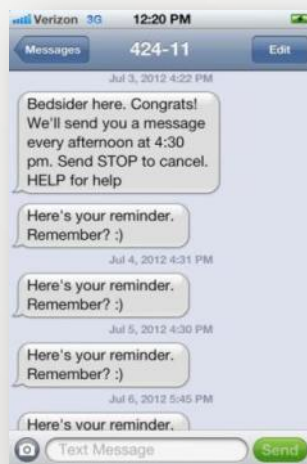 Verizon 3G 12:20 PM
Messages 424-11 Edit
Jul 3, 2012 4:22 PM
Bedsider here. Congrats!
We'll send you a message
every afternoon at 4:30
pm. Send STOP to cancel.
HELP for help
Here's your reminder.
Remember? :)
Jul 4, 2012 4:31 PM
Here's your reminder.
Remember? :)
Jul 5, 2012 4:30 PM
Here's your reminder.
Remember? :)
Jul 6, 2012 5:45 PM
Here's your reminder.
Text Message Send